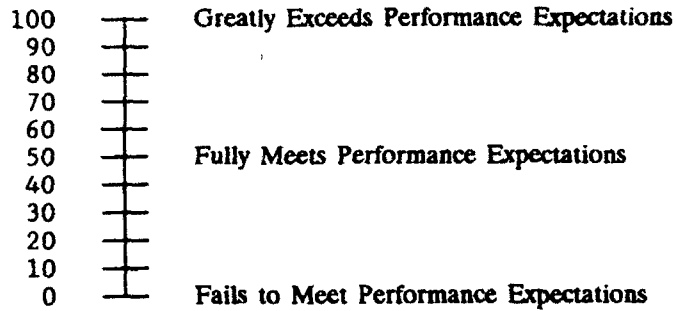 100 Greatly Exceeds Performance Expectations
90
80
70
60
50 Fully Meets Performance Expectations
40
30
20
10
0 Fails to Meet Performance Expectations